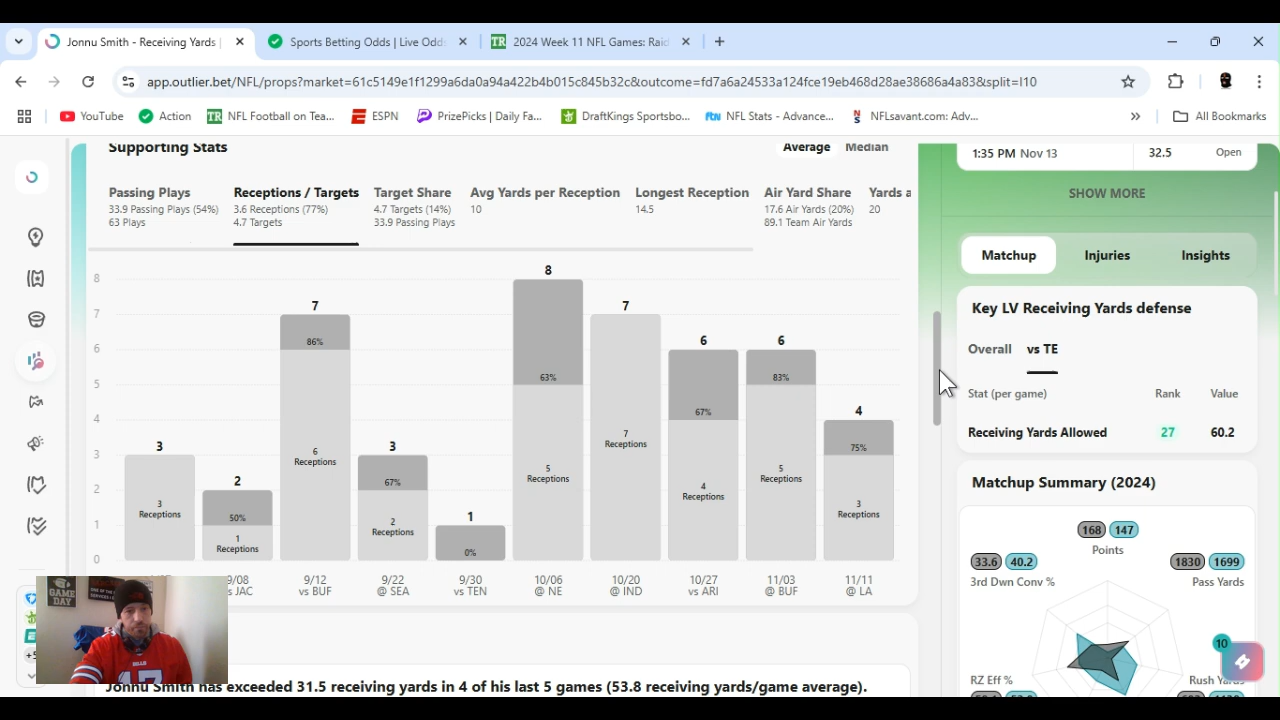 Jonnu Smith - Receiving Yards |
Sports Betting Odds | Live Odds
2024 Week 11 NFL Games: Raid
app.outlier.bet/NFL/props?market=61c5149e1f1299a6da0a94a422b4b015c845b32c&outcome=fd7a6a24533a124fce19eb468d28ae38686a4a83&split=l10
YouTube
Action
NFL Football on Tea...
ESPN
PrizePicks | Daily Fa...
DraftKings Sportsbo...
ftn NFL Stats - Advance...
NFLsavant.com: Adv...
All Bookmarks
Supporting Stats
Average Median
Passing Plays
33.9 Passing Plays (54%)
63 Plays
Receptions / Targets
3.6 Receptions (77%)
4.7 Targets
Target Share
4.7 Targets (14%)
33.9 Passing Plays
Avg Yards per Reception
10
Longest Reception
14.5
Air Yard Share
17.6 Air Yards (20%)
89.1 Team Air Yards
Yards a
20
8
7
6
5
4
3
2
1
0
3
3
Receptions
2
50%
1
Receptions
7
86%
6
Receptions
3
67%
2
Receptions
1
0%
8
63%
5
Receptions
7
7
Receptions
6
67%
4
Receptions
6
83%
5
Receptions
4
75%
3
Receptions
9/08
vs JAC
9/12
vs BUF
9/22
@ SEA
9/30
vs TEN
10/06
@ NE
10/20
@ IND
10/27
vs ARI
11/03
@ BUF
11/11
@ LA
Jonnu Smith has exceeded 31.5 receiving yards in 4 of his last 5 games (53.8 receiving yards/game average).
1:35 PM Nov 13
32.5
Open
SHOW MORE
Matchup
Injuries
Insights
Key LV Receiving Yards defense
Overall vs TE
Stat (per game) Rank Value
Receiving Yards Allowed 27 60.2
Matchup Summary (2024)
168 147
Points
33.6 40.2
3rd Dwn Conv %
1830 1699
Pass Yards
RZ Eff %
Rush Yards
10
GAME
DAY
BILLS
17